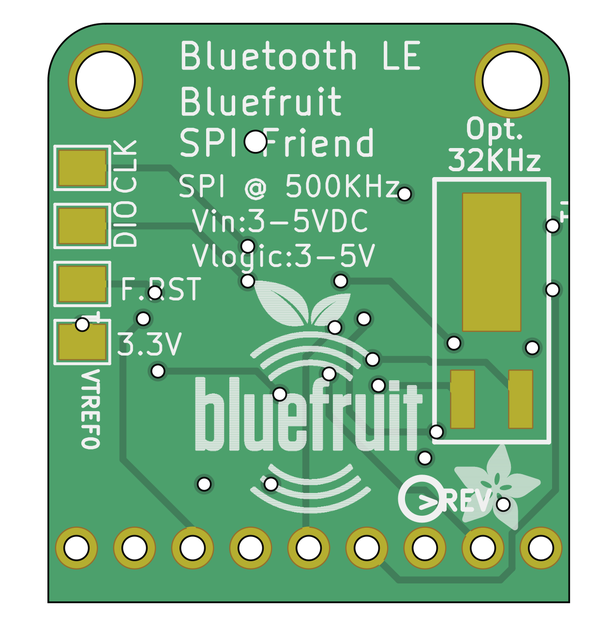 Bluetooth LE
Bluefruit
SPI Friend
Opt.
32KHz
SPI @ 500KHz
Vin:3-5VDC
Vlogic:3-5V
CLK
DIO
F.RST
3.3V
VTREF0
bluefruit
>REV